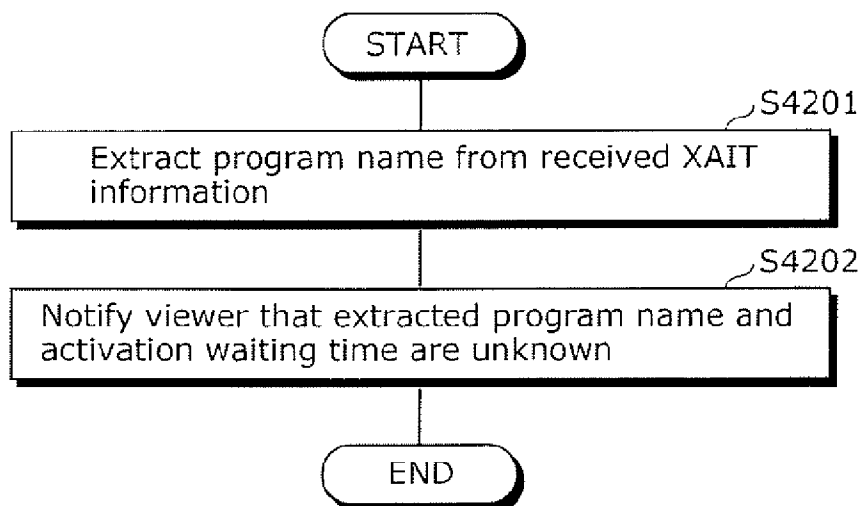 START
S4201
Extract program name from received XAIT
information
S4202
Notify viewer that extracted program name and
activation waiting time are unknown
END